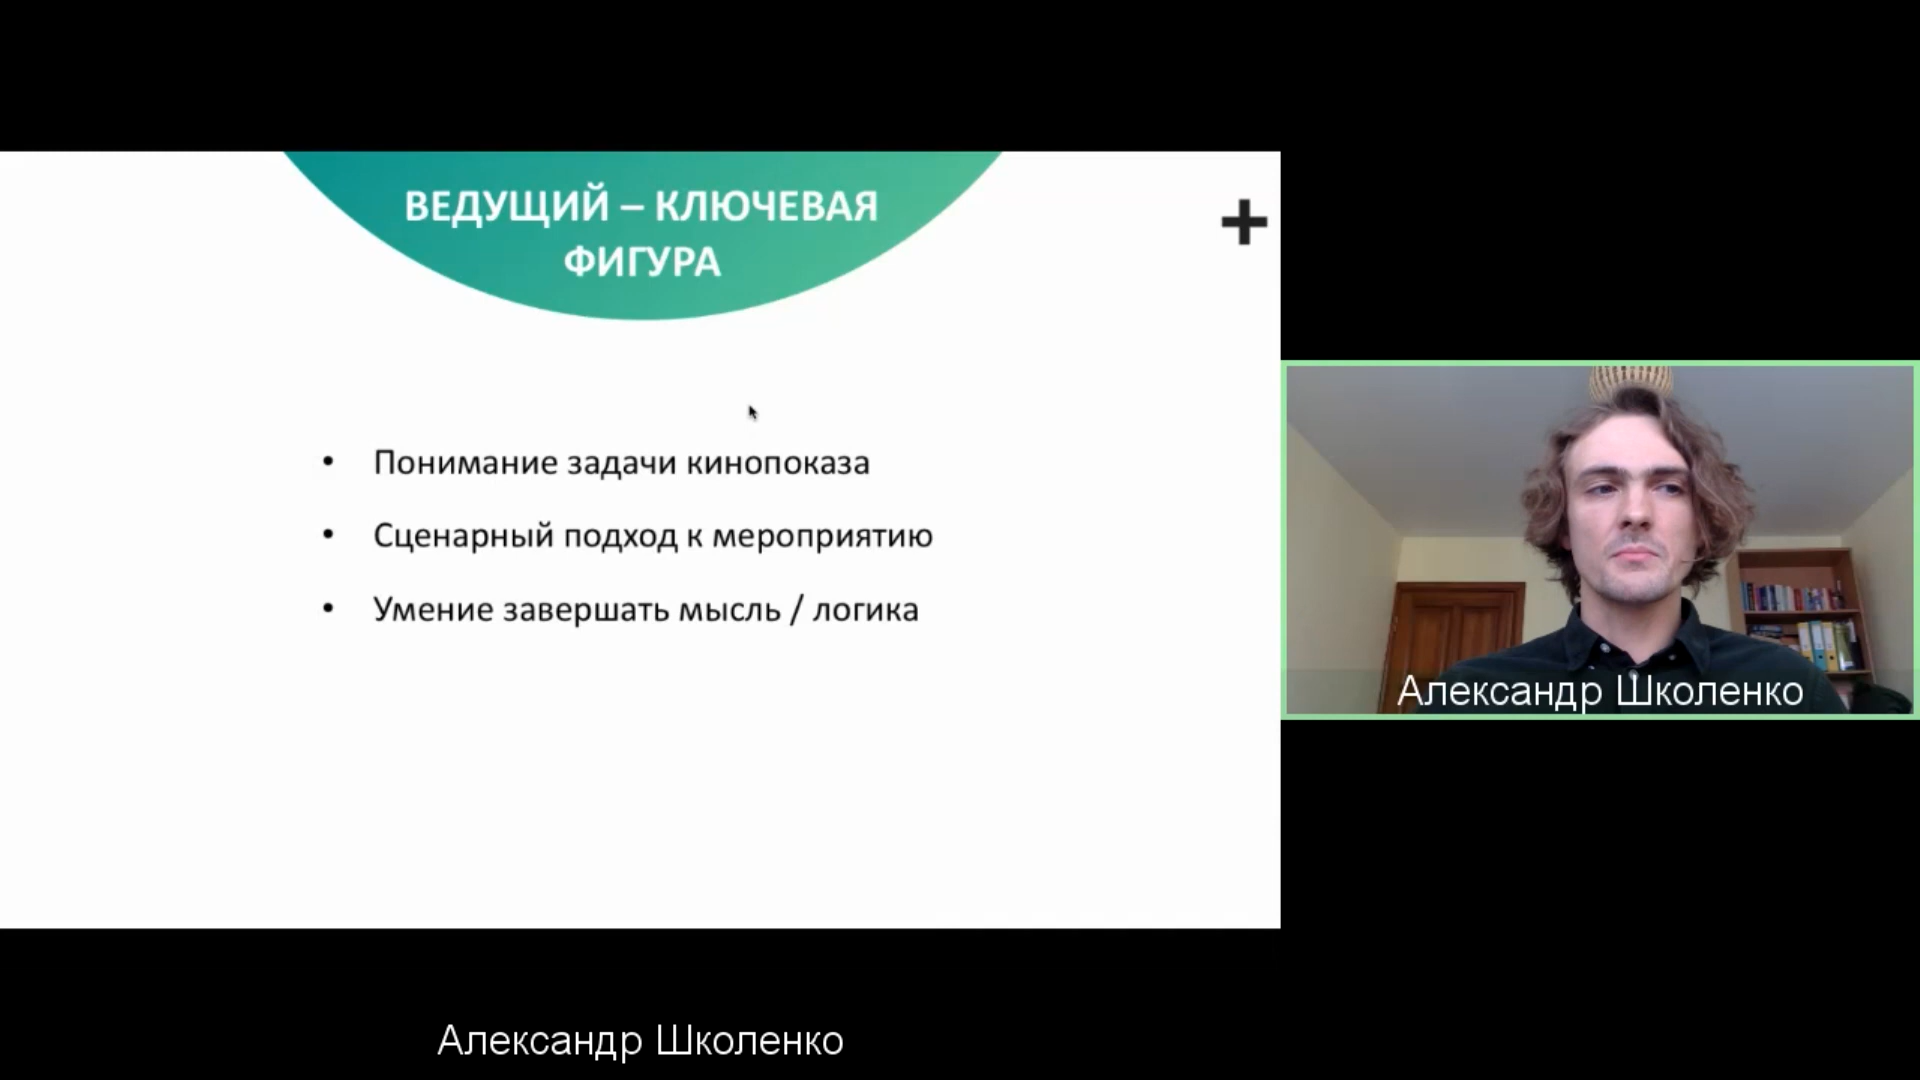 ВЕДУЩИЙ – КЛЮЧЕВАЯ
ФИГУРА
• Понимание задачи кинопоказа
• Сценарный подход к мероприятию
• Умение завершать мысль / логика
Александр Школенко
Александр Школенко